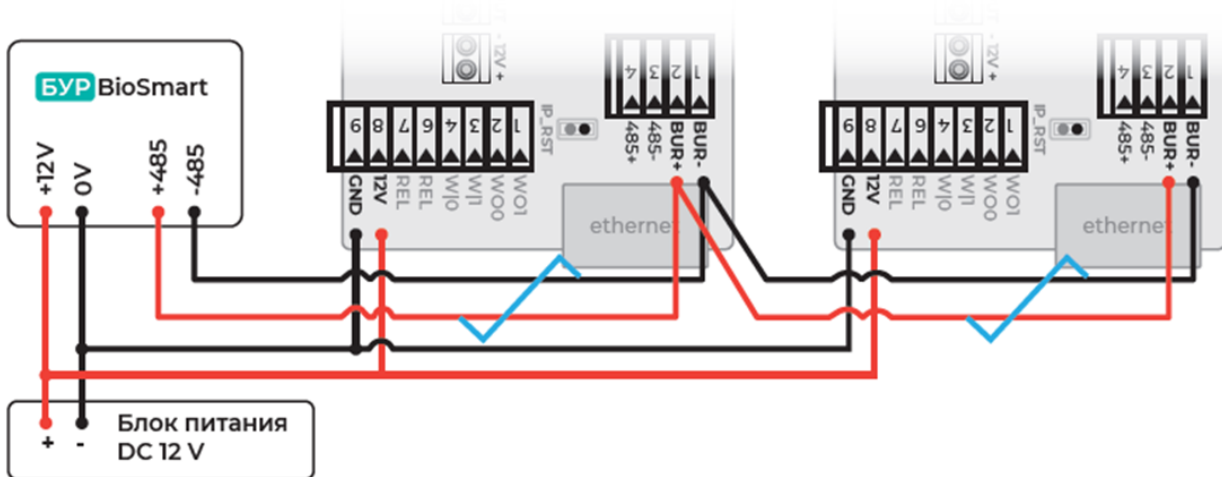 БУР BioSmart
+12V
0V
+485
-485
- 12V +
4
3
2
1
485+
485-
BUR+
BUR-
IP_RST
9
8
7
6
4
3
2
1
GND
12V
REL
REL
WI0
WI1
WO0
WO1
ethernet
- 12V +
4
3
2
1
485+
485-
BUR+
BUR-
IP_RST
9
8
7
6
4
3
2
1
GND
12V
REL
REL
WI0
WI1
WO0
WO1
ethernet
Блок питания
DC 12 V
+ -